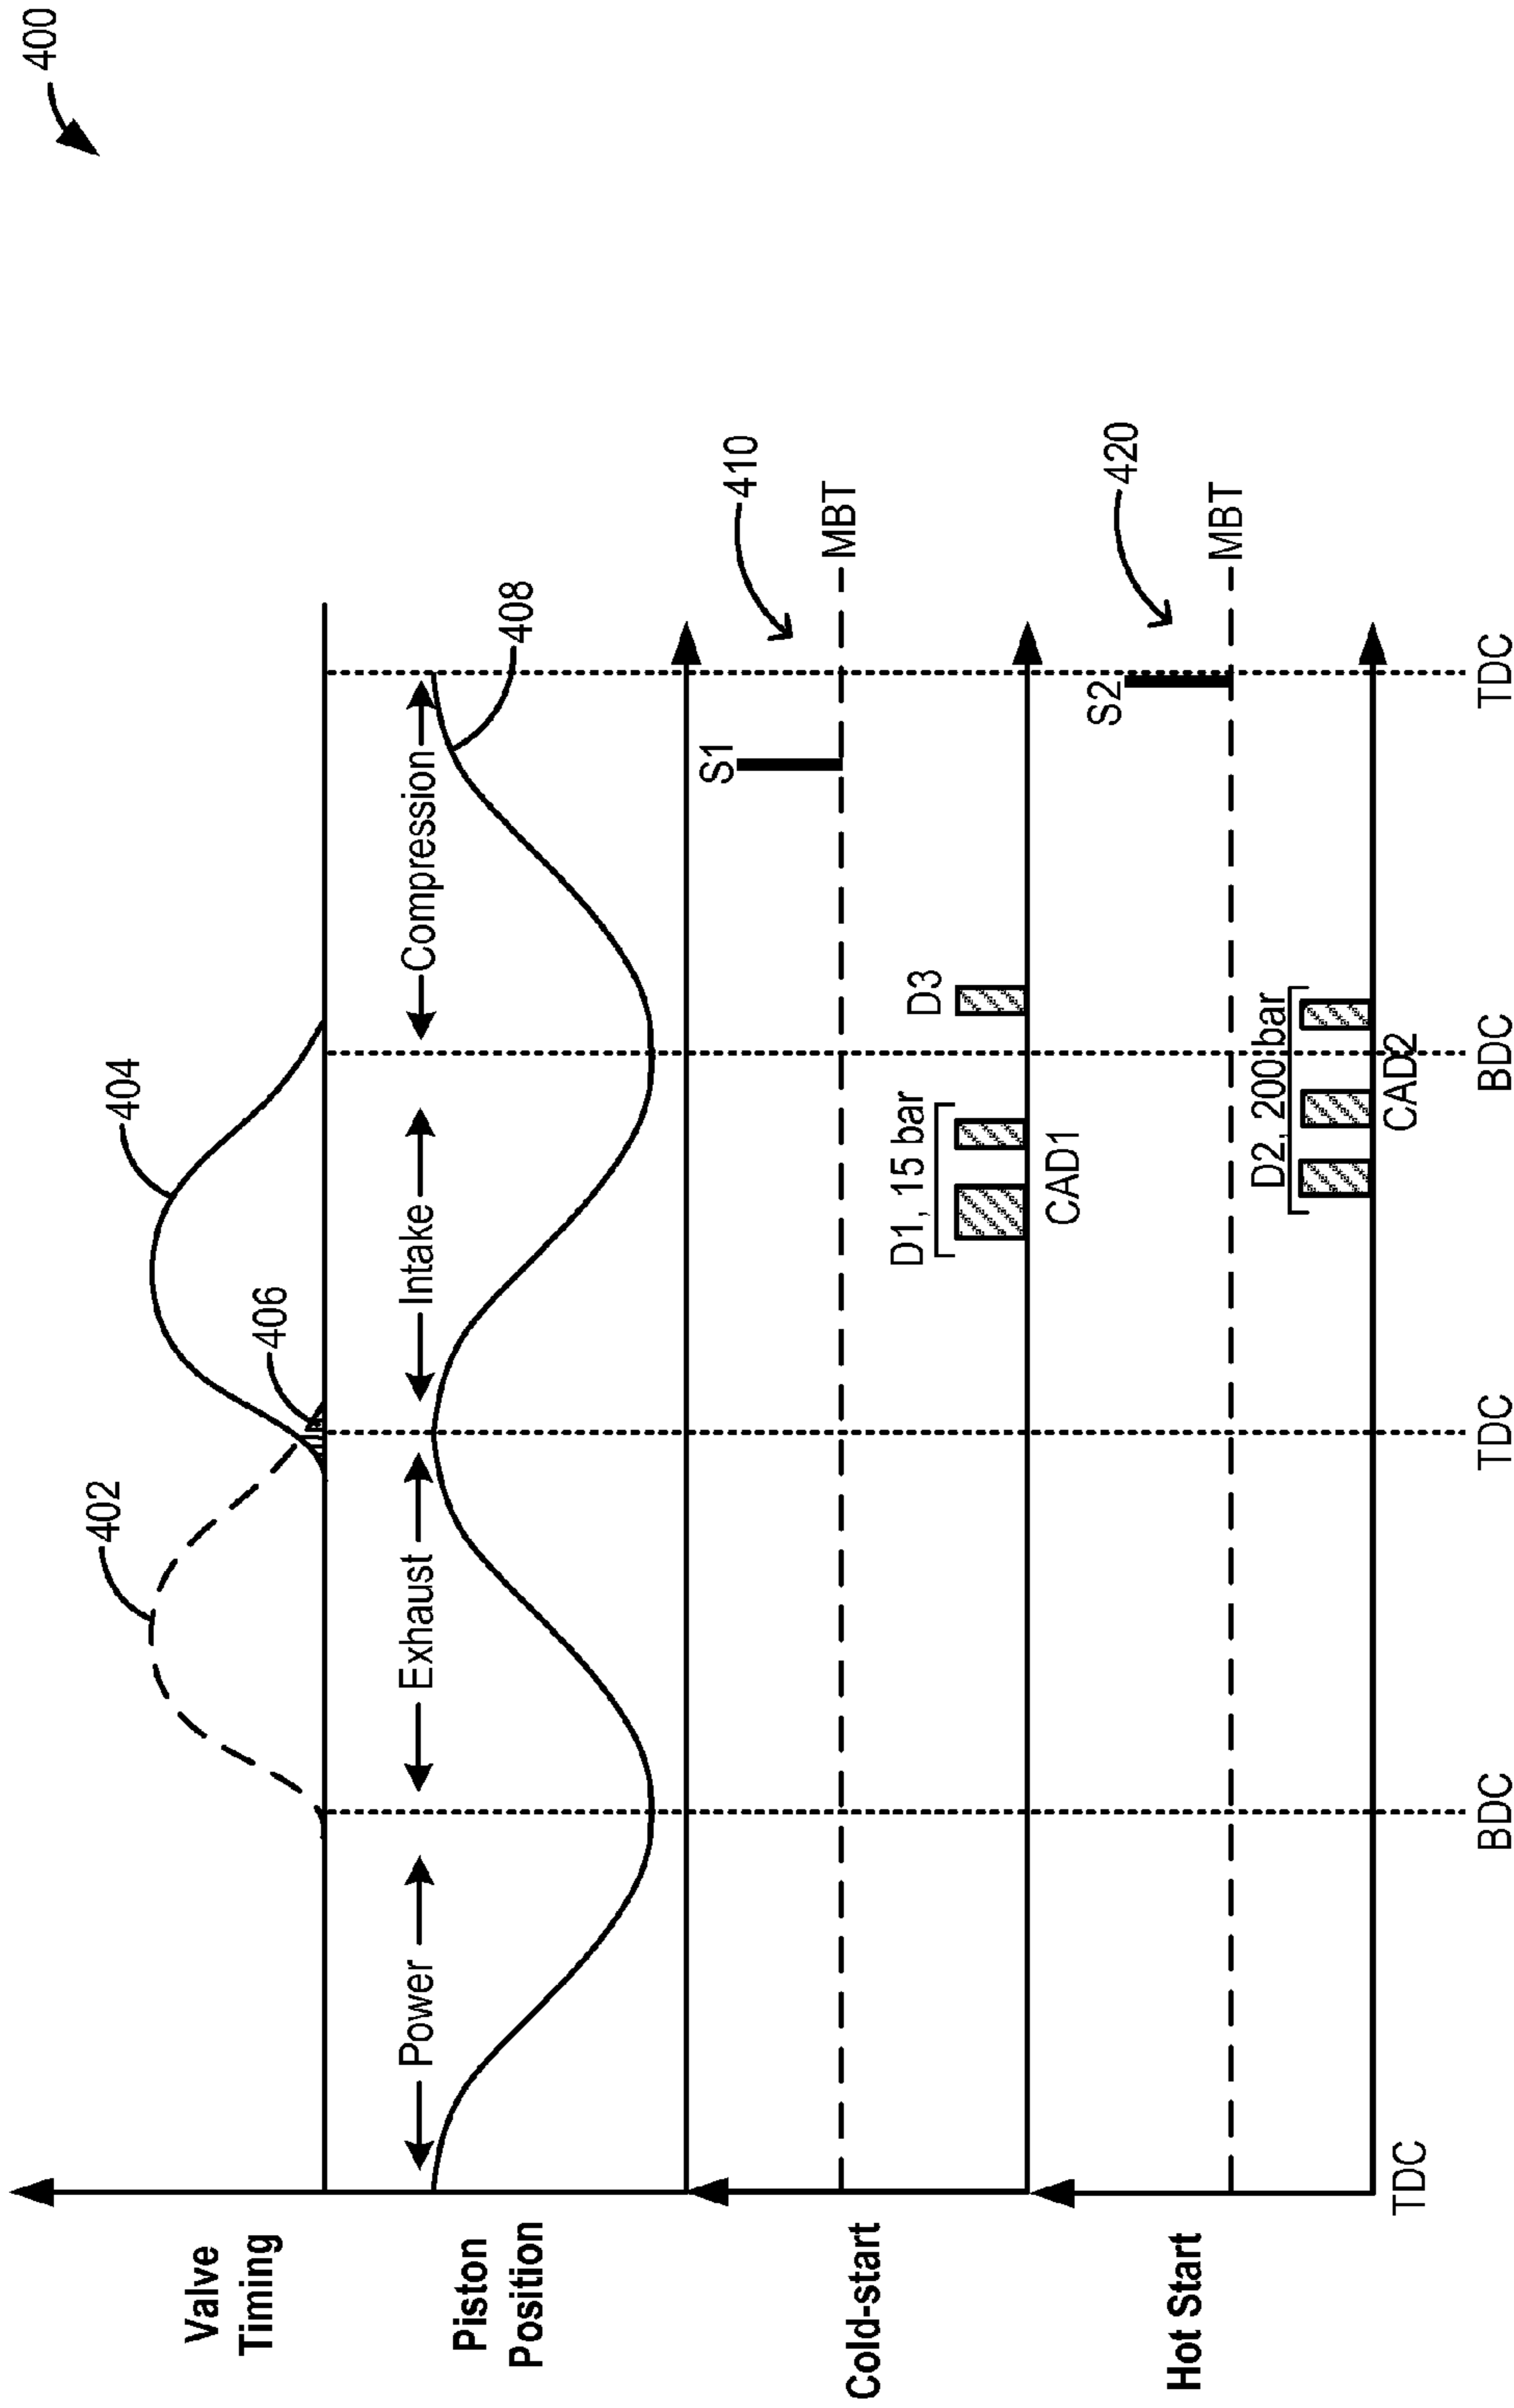 400
Valve
Timing
402
404
406
Piston
Position
Power
Exhaust
Intake
Compression
408
Cold-start
410
S1
MBT
D1, 15 bar
D3
CAD1
Hot Start
420
S2
MBT
D2, 200 bar
CAD2
TDC
BDC
TDC
BDC
TDC